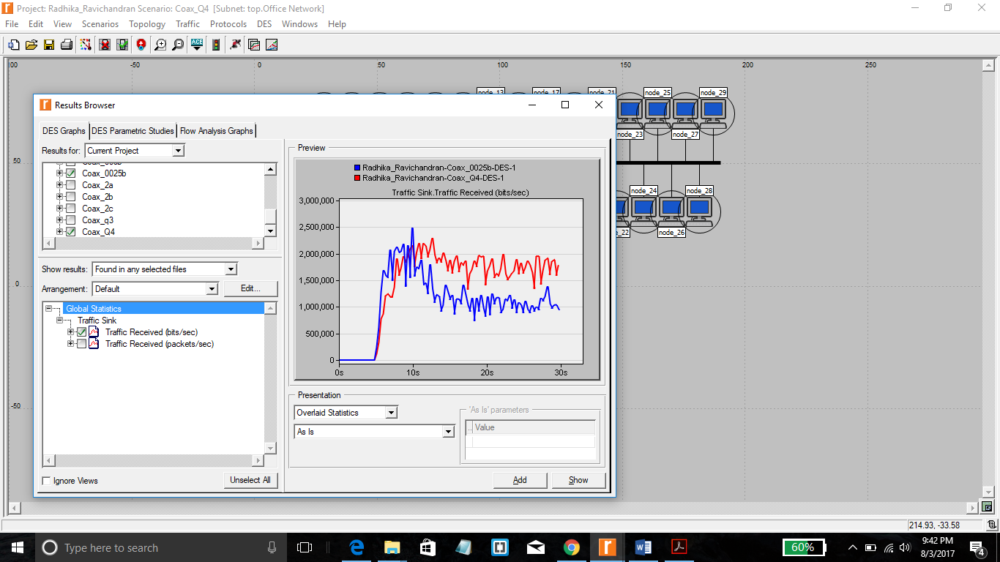 Project: Radhika_Ravichandran Scenario: Coax_Q4 [Subnet: top.Office Network]
File Edit View Scenarios Topology Traffic Protocols DES Windows Help
ACE
00 -50 0 50 100 150 200 250
50
0
-50
node_13 node_17 node_21 node_25 node_29
node_23 node_27
node_24 node_28
_22 node_26
Results Browser
DES Graphs DES Parametric Studies Flow Analysis Graphs
Results for: Current Project
Coax_0025b
Coax_2a
Coax_2b
Coax_2c
Coax_q3
Coax_Q4
Show results: Found in any selected files
Arrangement: Default Edit...
Global Statistics
Traffic Sink
Traffic Received (bits/sec)
Traffic Received (packets/sec)
Ignore Views Unselect All
Preview
Radhika_Ravichandran-Coax_0025b-DES-1
Radhika_Ravichandran-Coax_Q4-DES-1
Traffic Sink.Traffic Received (bits/sec)
3,000,000
2,500,000
2,000,000
1,500,000
1,000,000
500,000
0
0s 10s 20s 30s
Presentation
Overlaid Statistics
As Is
'As Is' parameters
.. Value
Add Show
214.93, -33.58
Type here to search
60%
9:42 PM
8/3/2017
4